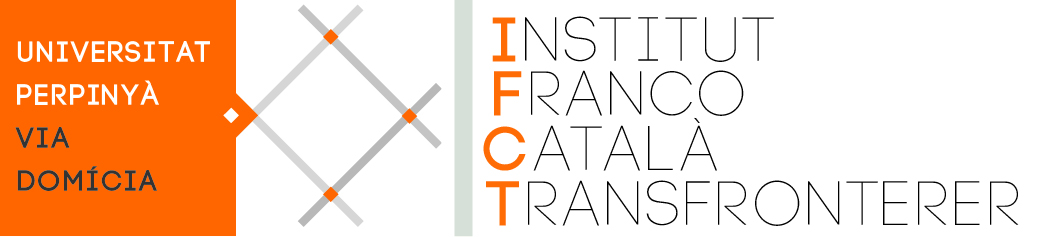 UNIVERSITAT
PERPINYÀ
VIA
DOMÍCIA
INSTITUT
FRANCO
CATALÀ
TRANSFRONTERER